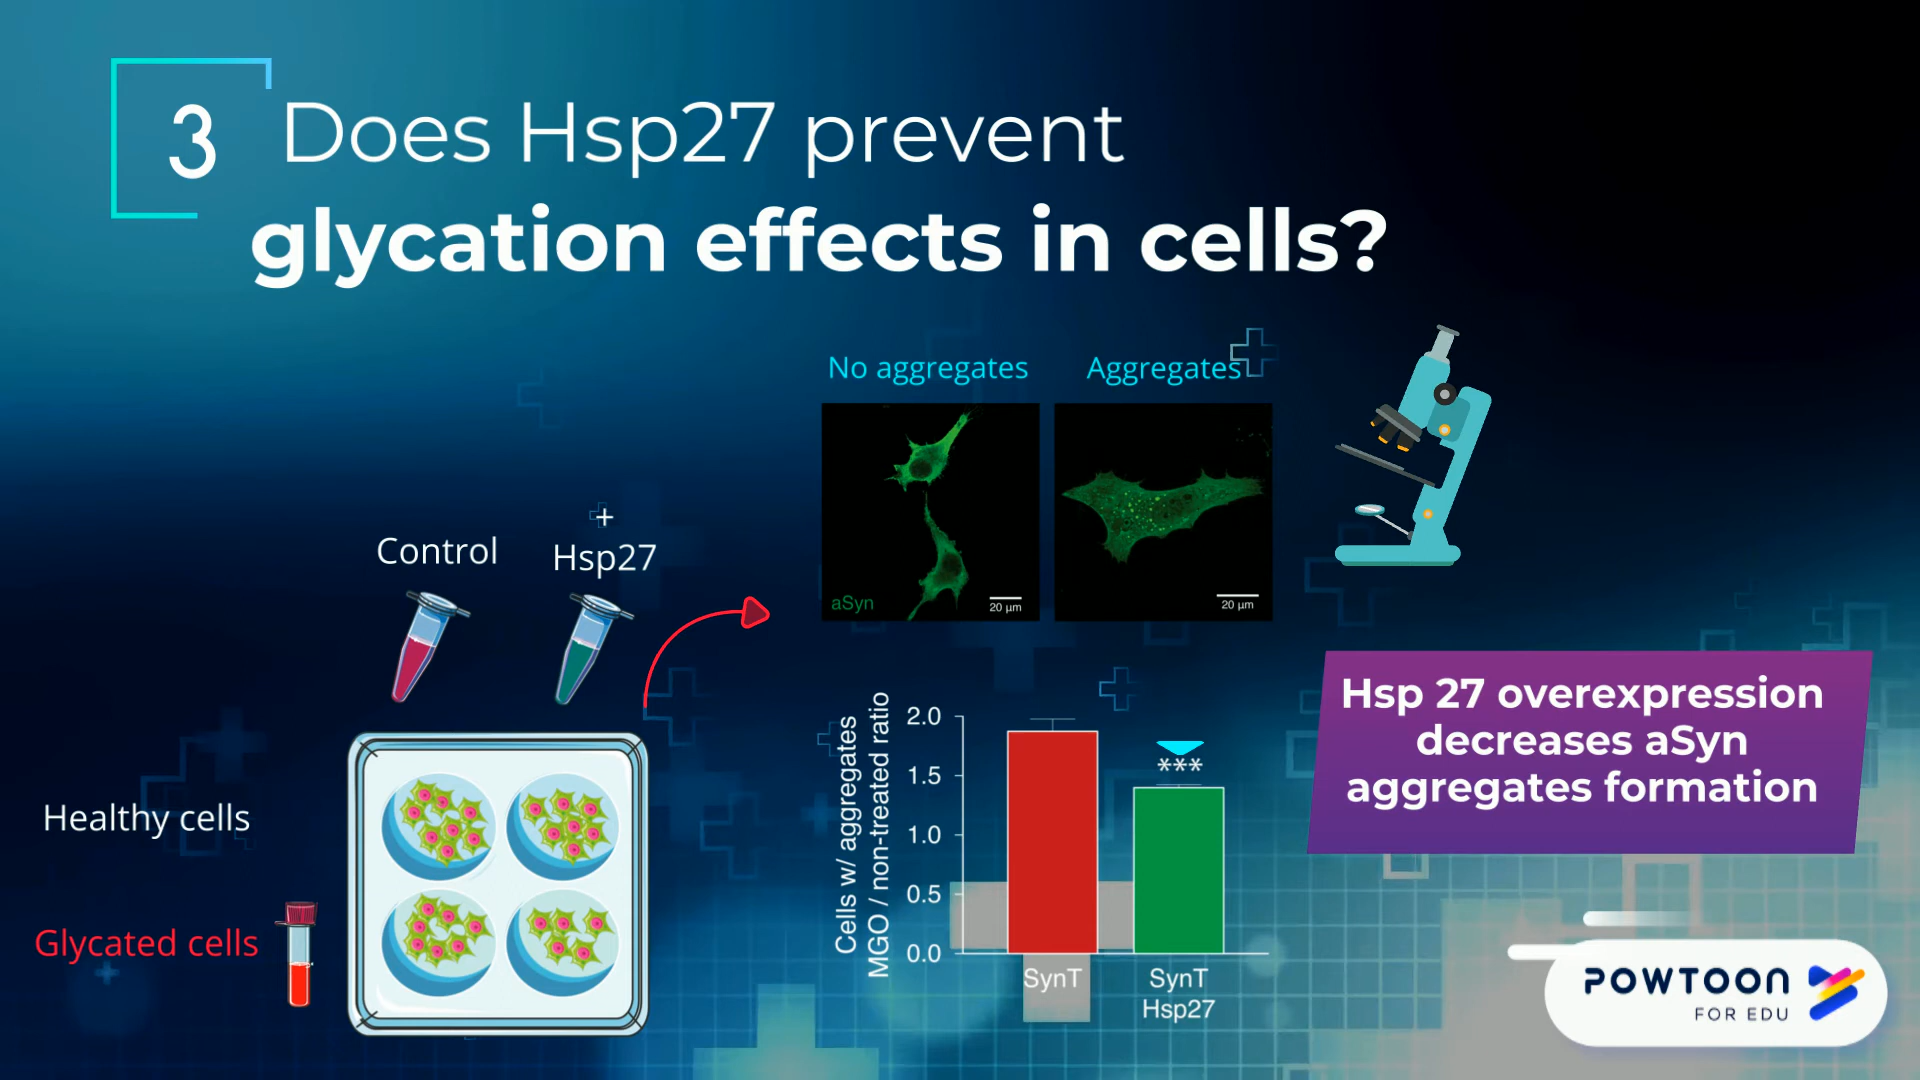 3
Does Hsp27 prevent
glycation effects in cells?
No aggregates
Aggregates
aSyn
20 µm
20 µm
Control
+
Hsp27
Healthy cells
Glycated cells
Cells w/ aggregates
MGO / non-treated ratio
2.0
1.5
1.0
0.5
0.0
***
SynT
SynT
Hsp27
Hsp 27 overexpression
decreases aSyn
aggregates formation
POWTOON
FOR EDU